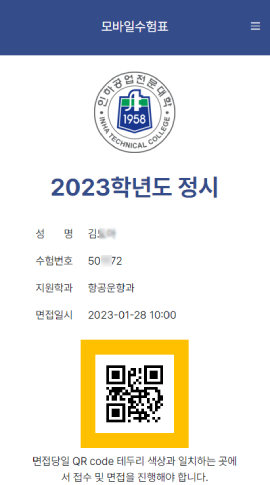 모바일수험표
인하공업전문대학
1958
INHA TECHNICAL COLLEGE
2023학년도 정시
성 명 김
수험번호 50 72
지원학과 항공운항과
면접일시 2023-01-28 10:00
면접당일 QR code 테두리 색상과 일치하는 곳에
서 접수 및 면접을 진행해야 합니다.